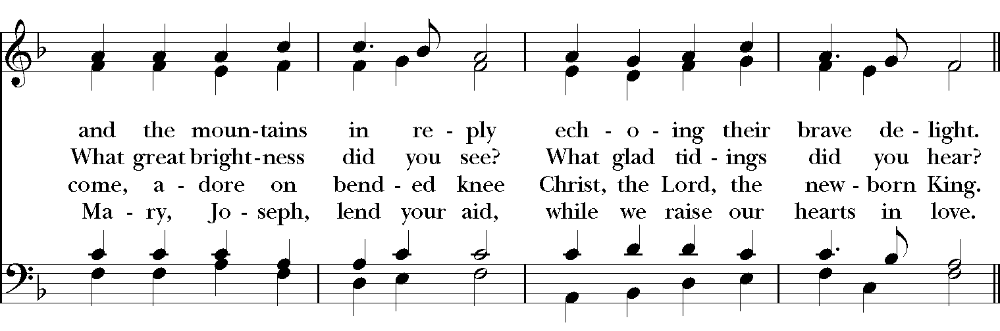 and the moun-tains in re - ply ech - o - ing their brave de - light.
What great bright-ness did you see? What glad tid - ings did you hear?
come, a - dore on bend - ed knee Christ, the Lord, the new - born King.
Ma - ry, Jo - seph, lend your aid, while we raise our hearts in love.